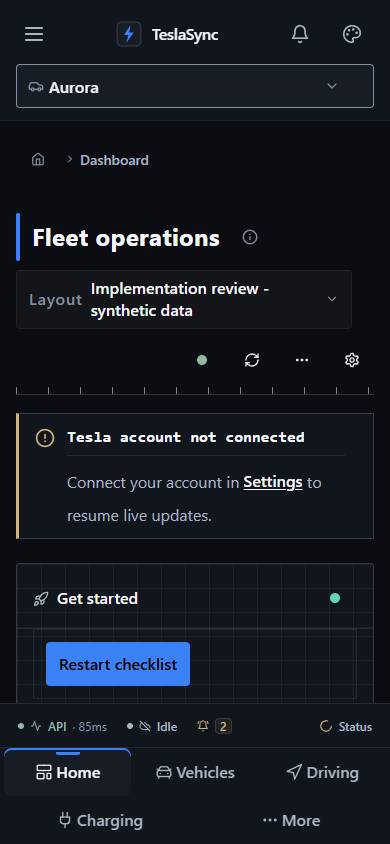 TeslaSync
Aurora
Dashboard
Fleet operations
Layout
Implementation review -
synthetic data
Tesla account not connected
Connect your account in Settings to
resume live updates.
Get started
Restart checklist
API · 85ms
Idle
2
Status
Home
Vehicles
Driving
Charging
More